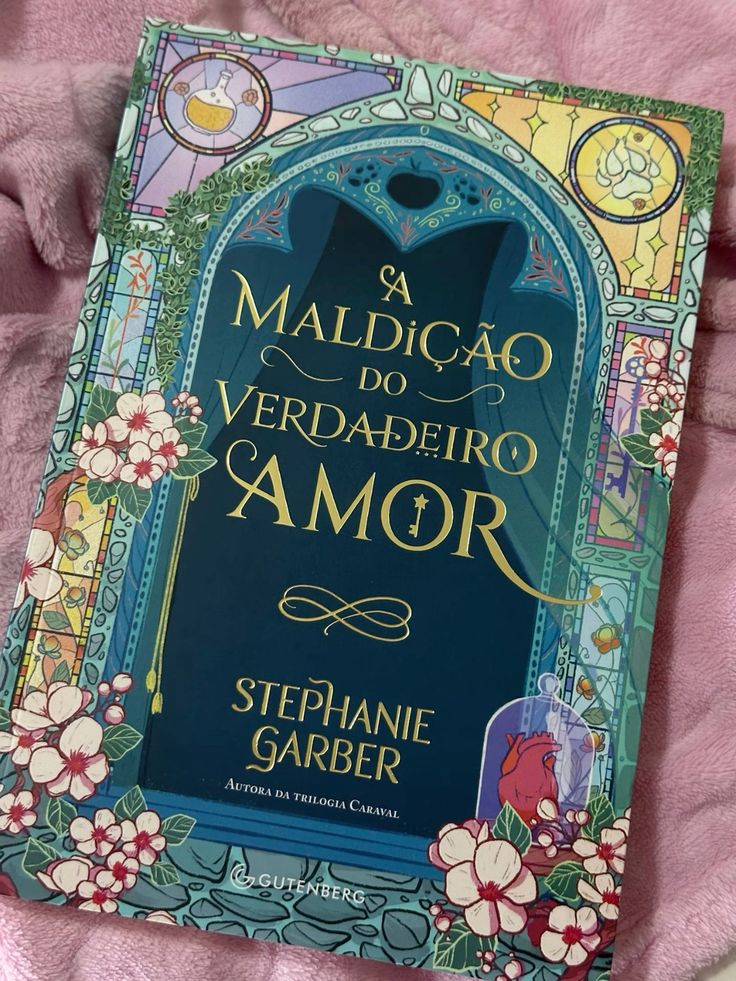 A
MALDiÇÃO
DO
VERDADEIRO
AMOR
STEPHANIE
GARBER
AUTORA DA TRILOGIA CARAVAL
GUTENBERG